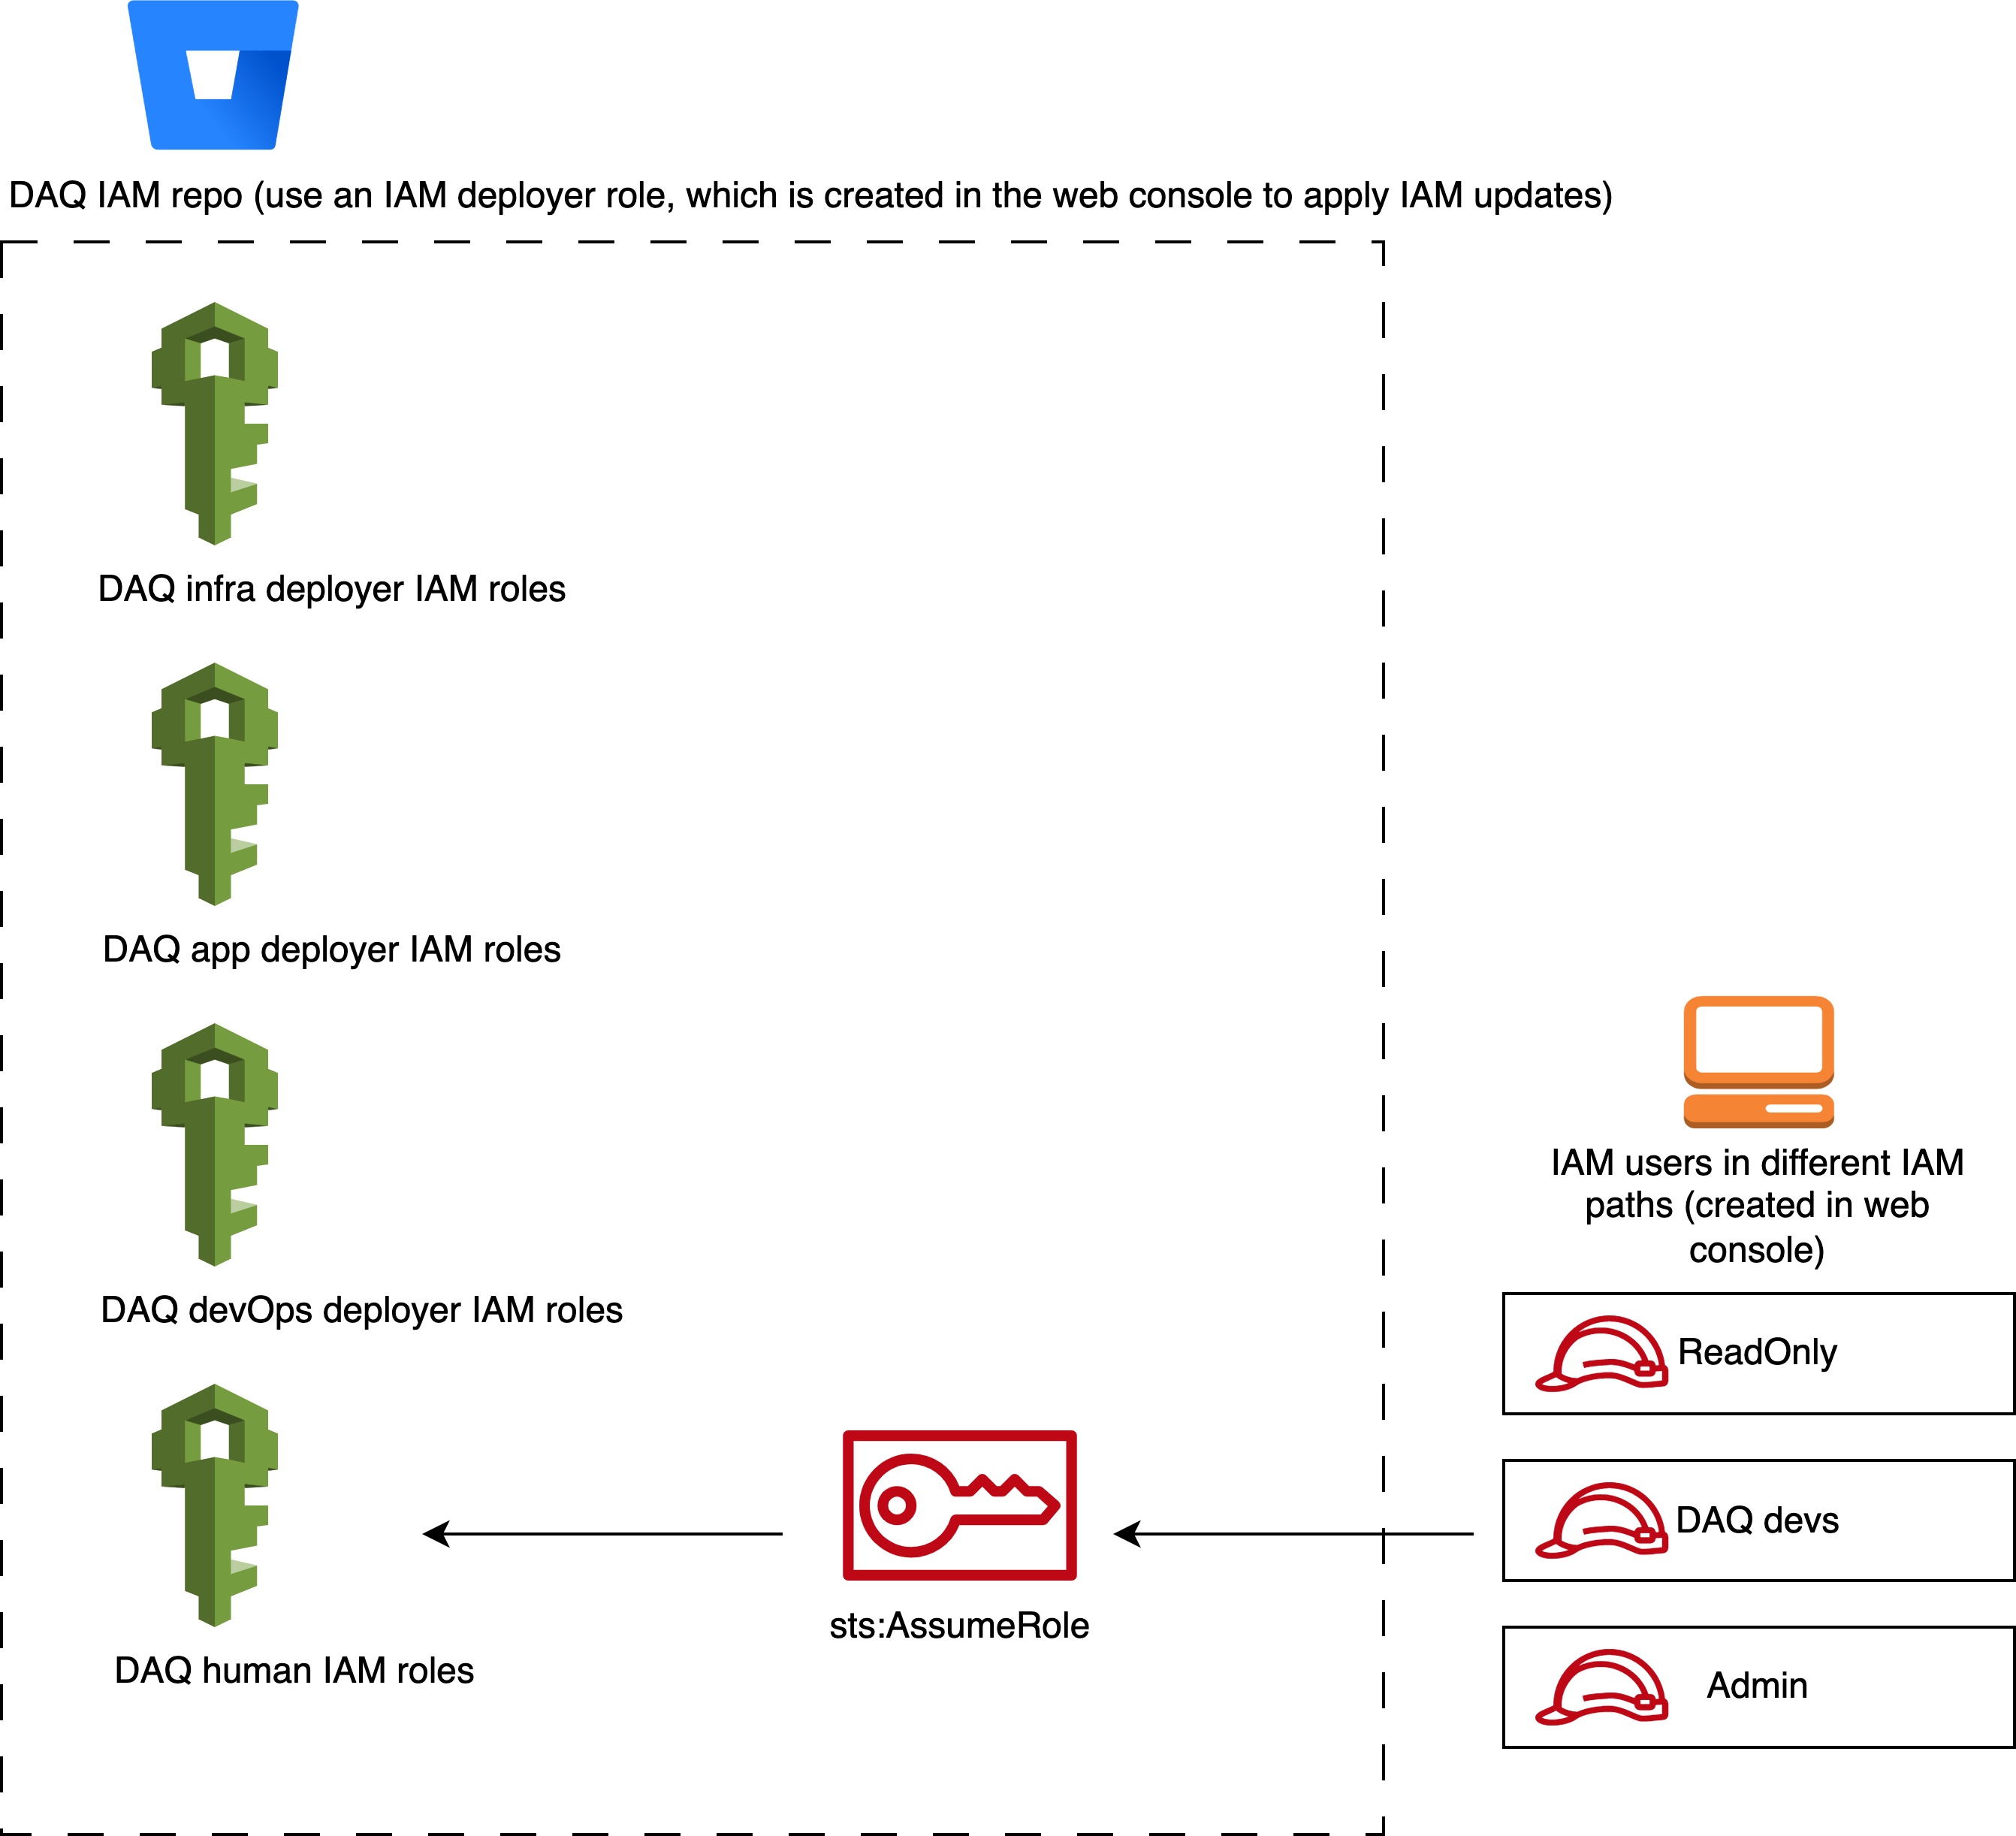 DAQ IAM repo (use an IAM deployer role, which is created in the web console to apply IAM updates)
DAQ infra deployer IAM roles
DAQ app deployer IAM roles
DAQ devOps deployer IAM roles
DAQ human IAM roles
sts:AssumeRole
IAM users in different IAM
paths (created in web
console)
ReadOnly
DAQ devs
Admin